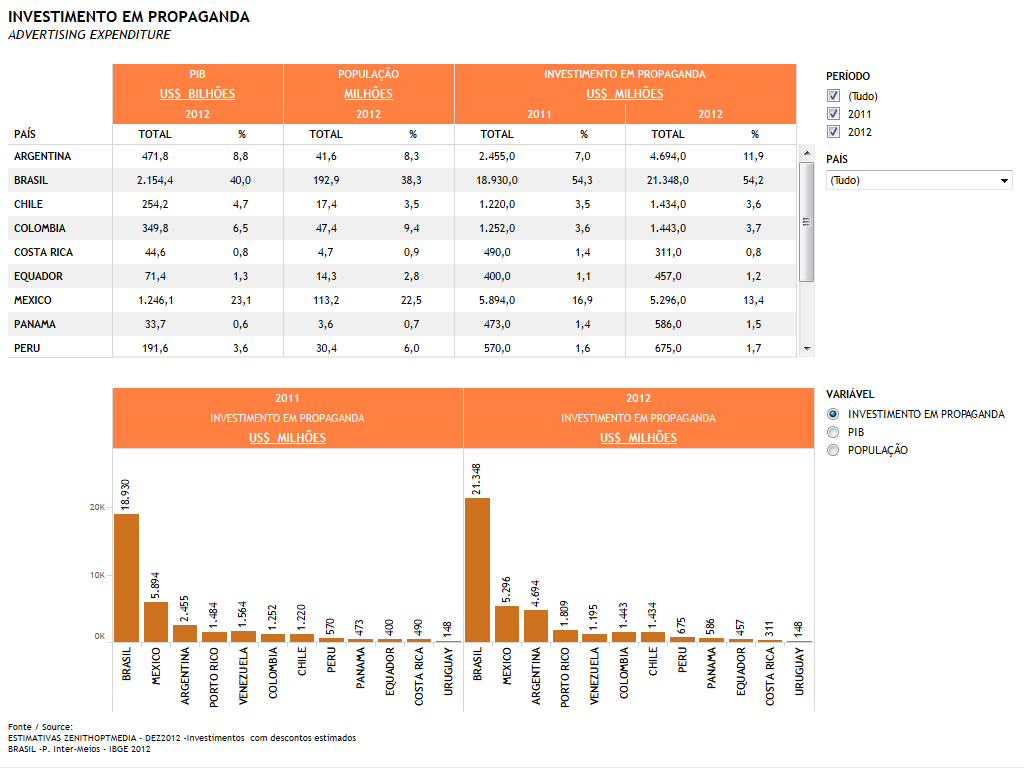 INVESTIMENTO EM PROPAGANDA
ADVERTISING EXPENDITURE
PIB POPULAÇÃO INVESTIMENTO EM PROPAGANDA
US$ BILHÕES MILHÕES US$ MILHÕES
2012 2012 2011 2012
PAÍS TOTAL % TOTAL % TOTAL % TOTAL %
ARGENTINA 471,8 8,8 41,6 8,3 2.455,0 7,0 4.694,0 11,9
BRASIL 2.154,4 40,0 192,9 38,3 18.930,0 54,3 21.348,0 54,2
CHILE 254,2 4,7 17,4 3,5 1.220,0 3,5 1.434,0 3,6
COLOMBIA 349,8 6,5 47,4 9,4 1.252,0 3,6 1.443,0 3,7
COSTA RICA 44,6 0,8 4,7 0,9 490,0 1,4 311,0 0,8
EQUADOR 71,4 1,3 14,3 2,8 400,0 1,1 457,0 1,2
MEXICO 1.246,1 23,1 113,2 22,5 5.894,0 16,9 5.296,0 13,4
PANAMA 33,7 0,6 3,6 0,7 473,0 1,4 586,0 1,5
PERU 191,6 3,6 30,4 6,0 570,0 1,6 675,0 1,7
PERÍODO
(Tudo)
2011
2012
PAÍS
(Tudo)
2011 2012
INVESTIMENTO EM PROPAGANDA INVESTIMENTO EM PROPAGANDA
US$ MILHÕES US$ MILHÕES
VARIÁVEL
INVESTIMENTO EM PROPAGANDA
PIB
POPULAÇÃO
20K
10K
0K
18.930 5.894 2.455 1.484 1.564 1.252 1.220 570 473 400 490 148
21.348 5.296 4.694 1.809 1.195 1.443 1.434 675 586 457 311 148
BRASIL MEXICO ARGENTINA PORTO RICO VENEZUELA COLOMBIA CHILE PERU PANAMA EQUADOR COSTA RICA URUGUAY
BRASIL MEXICO ARGENTINA PORTO RICO VENEZUELA COLOMBIA CHILE PERU PANAMA EQUADOR COSTA RICA URUGUAY
Fonte / Source:
ESTIMATIVAS ZENITHOPTMEDIA - DEZ2012 -Investimentos com descontos estimados
BRASIL -P. Inter-Meios - IBGE 2012